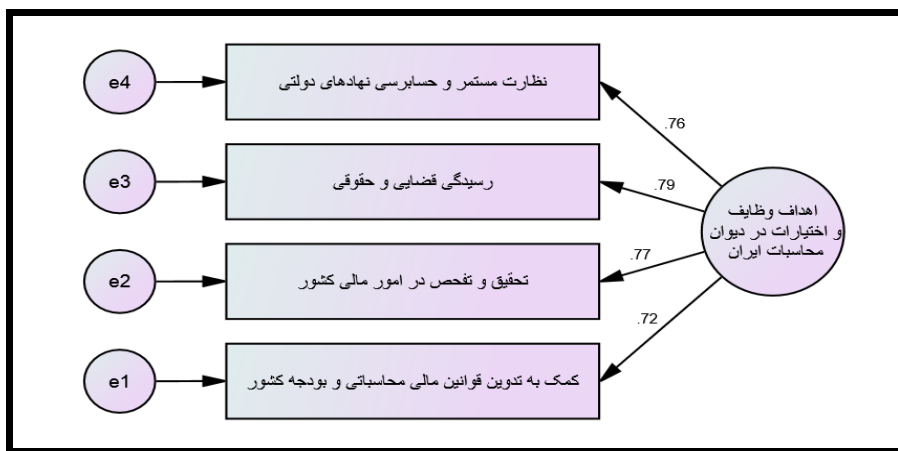 e4
نظارت مستمر و حسابرسی نهادهای دولتی
.76
e3
رسیدگی قضایی و حقوقی
.79
اهداف وظایف
و اختیارات در دیوان
محاسبات ایران
e2
تحقیق و تفحص در امور مالی کشور
.77
.72
e1
کمک به تدوین قوانین مالی محاسباتی و بودجه کشور